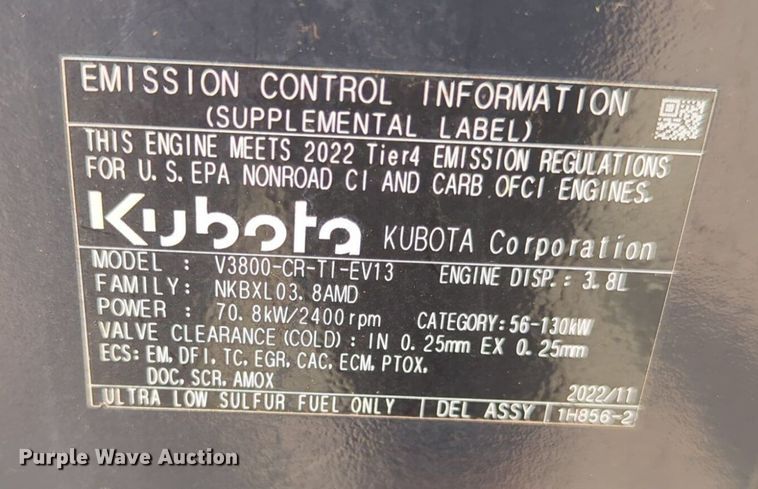 EMISSION CONTROL INFORMATION
(SUPPLEMENTAL LABEL)
THIS ENGINE MEETS 2022 Tier4 EMISSION REGULATIONS
FOR U.S. EPA NONROAD CI AND CARB OFCI ENGINES.
Kubota KUBOTA Corporation
MODEL : V3800-CR-TI-EV13 ENGINE DISP.: 3.8L
FAMILY: NKBXL03.8AMD
POWER : 70.8kW/2400rpm CATEGORY: 56-130kW
VALVE CLEARANCE (COLD) : IN 0.25mm EX 0.25mm
ECS: EM, DFI, TC, EGR, CAC, ECM, PTOX,
DOC, SCR, AMOX 2022/11
ULTRA LOW SULFUR FUEL ONLY DEL ASSY 1H856-2
Purple Wave Auction